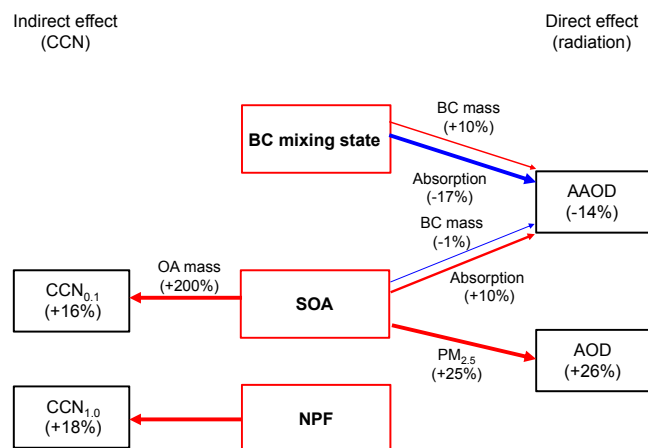 Indirect effect
(CCN)
Direct effect
(radiation)
BC mass
(+10%)
BC mixing state
Absorption
(-17%)
AAOD
(-14%)
BC mass
(-1%)
OA mass
(+200%)
CCN0.1
(+16%)
SOA
Absorption
(+10%)
PM2.5
(+25%)
AOD
(+26%)
CCN1.0
(+18%)
NPF